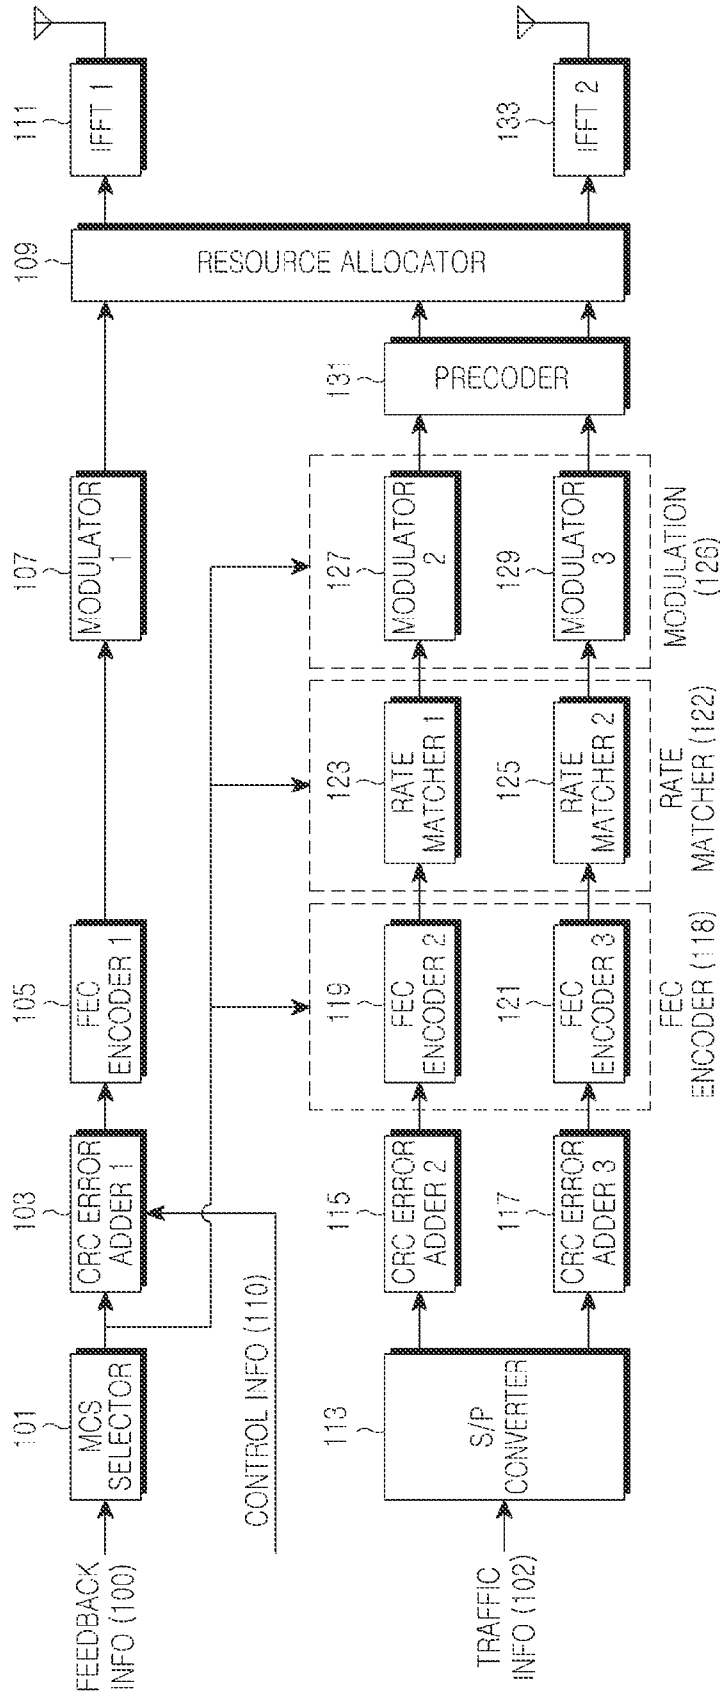 FEEDBACK
INFO (100)
101
MCS
SELECTOR
103
CRC ERROR
ADDER 1
105
FEC
ENCODER 1
107
MODULATOR
1
109
RESOURCE ALLOCATOR
111
IFFT 1
CONTROL INFO (110)
TRAFFIC
INFO (102)
113
S/P
CONVERTER
115
CRC ERROR
ADDER 2
119
FEC
ENCODER 2
123
RATE
MATCHER 1
127
MODULATOR
2
131
PRECODER
133
IFFT 2
117
CRC ERROR
ADDER 3
121
FEC
ENCODER 3
125
RATE
MATCHER 2
129
MODULATOR
3
FEC
ENCODER (118)
RATE
MATCHER (122)
MODULATION
(126)